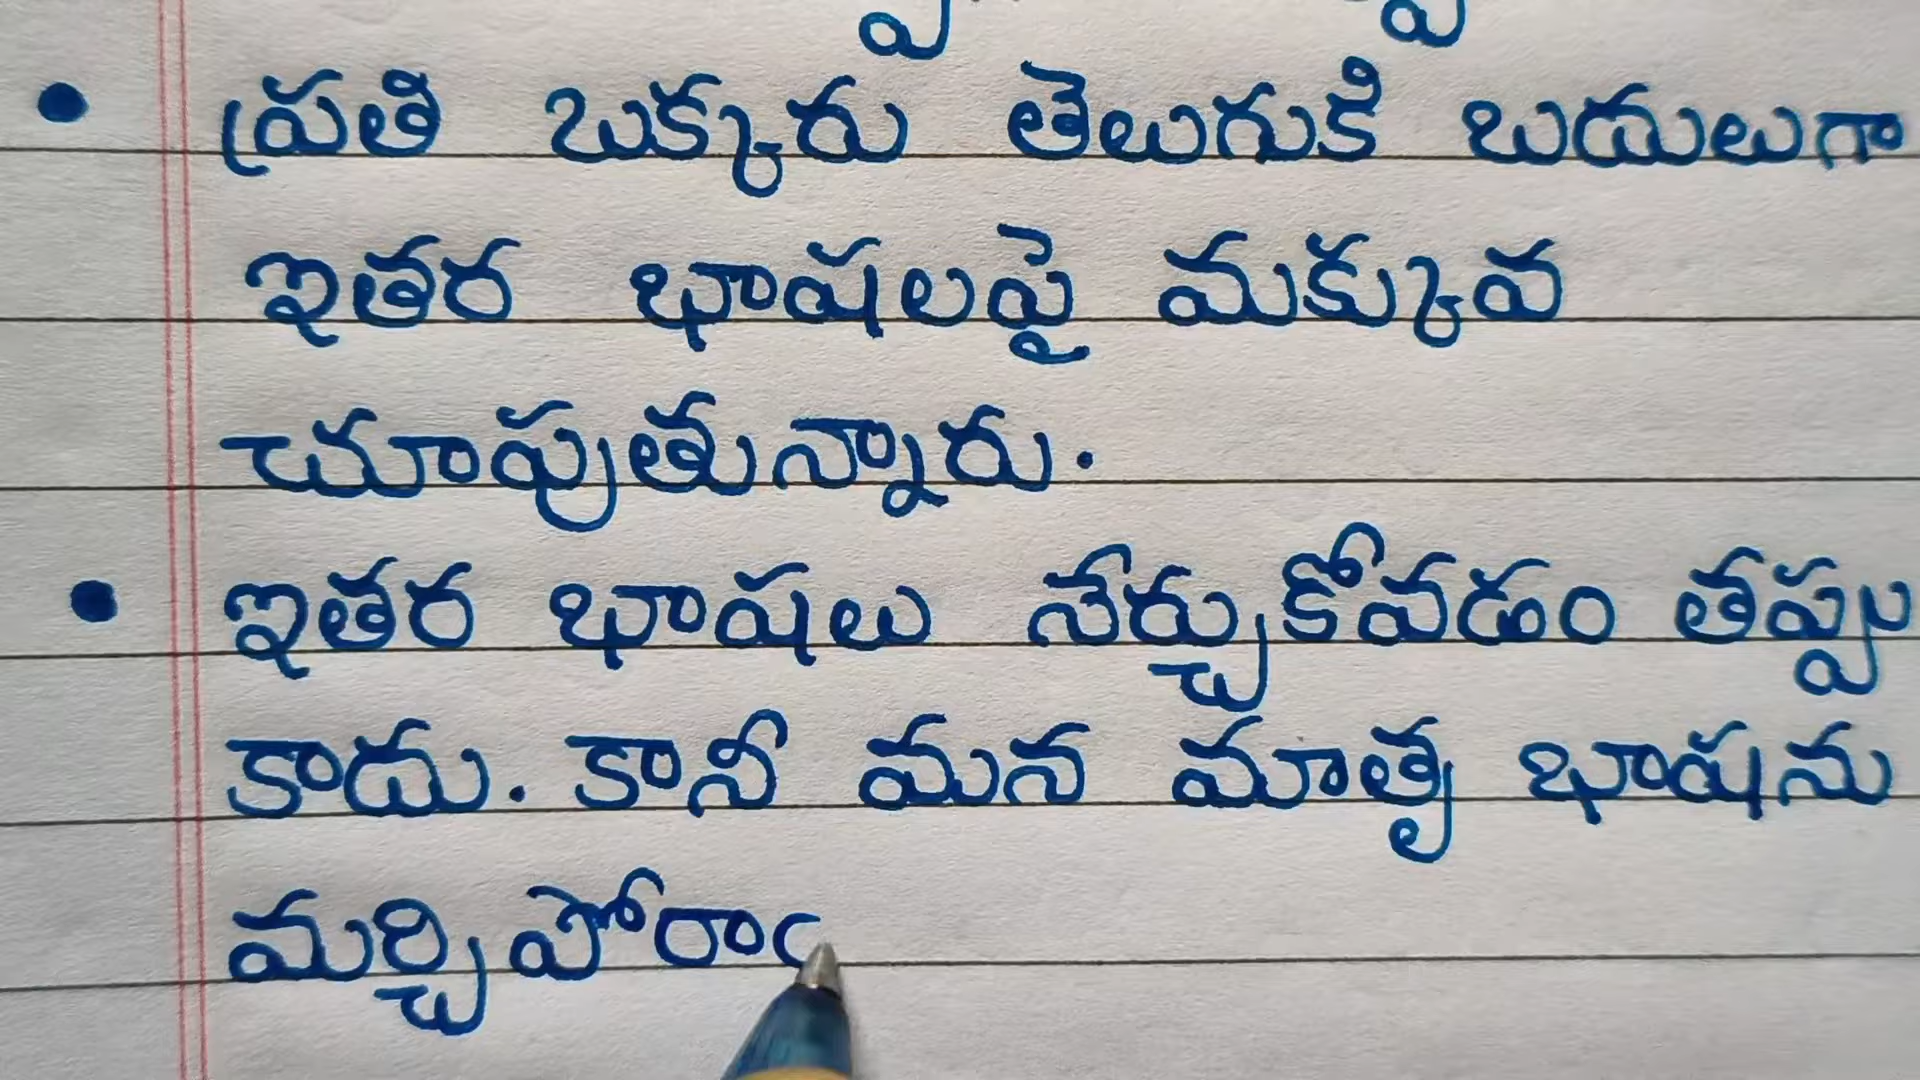 • ప్రతి ఒక్కరు తెలుగుకి బదులుగా
ఇతర భాషలపై మక్కువ
చూపుతున్నారు.
• ఇతర భాషలు నేర్చుకోవడం తప్పు
కాదు. కానీ మన మాతృ భాషను
మర్చిపోరా